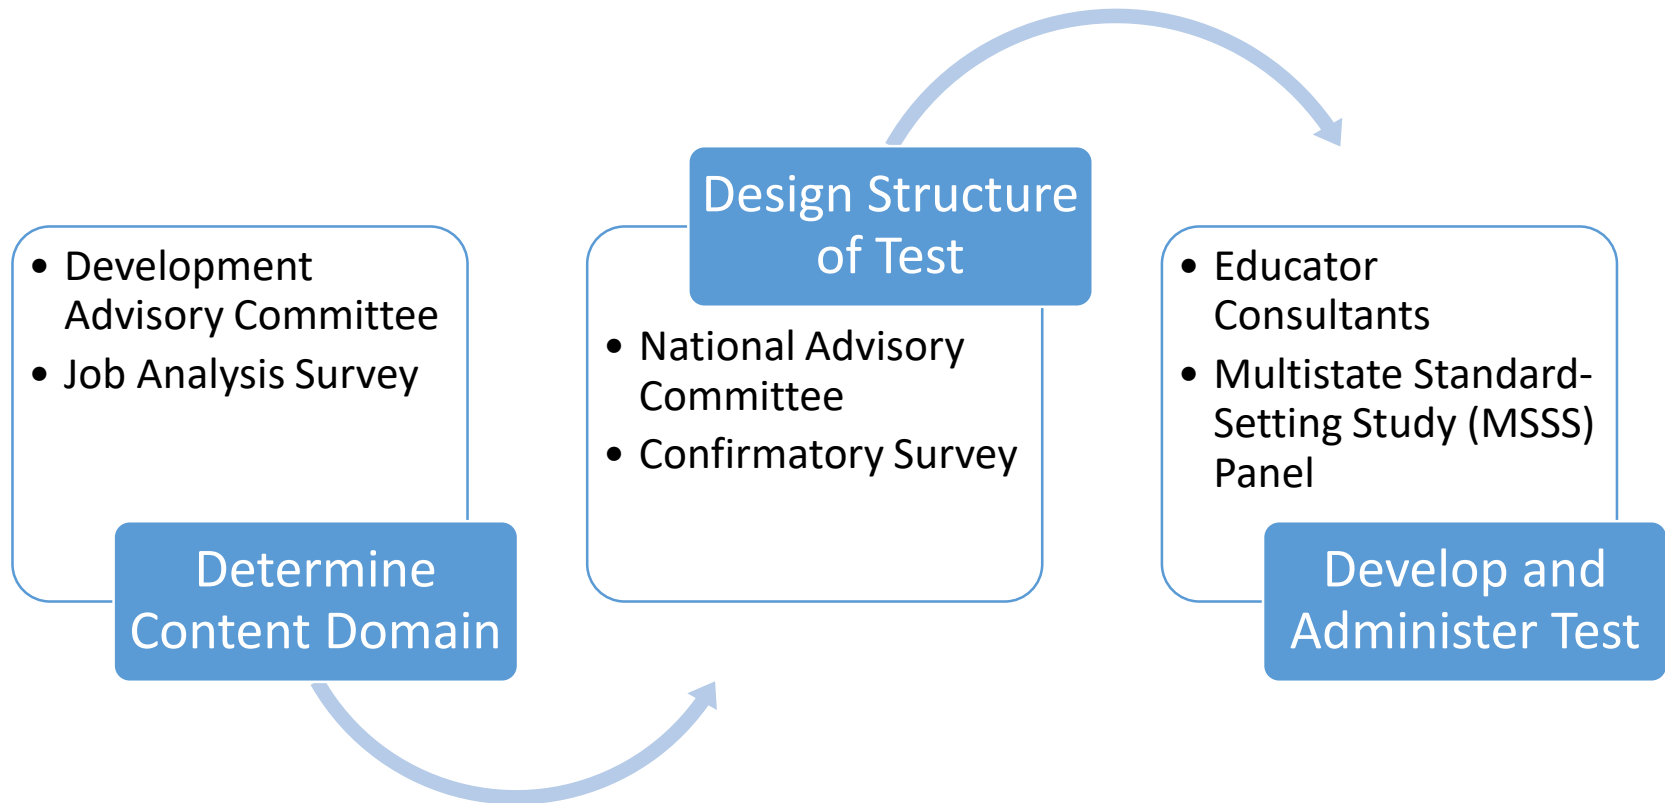 • Development
Advisory Committee
• Job Analysis Survey
Determine
Content Domain
Design Structure
of Test
• National Advisory
Committee
• Confirmatory Survey
• Educator
Consultants
• Multistate Standard-
Setting Study (MSSS)
Panel
Develop and
Administer Test